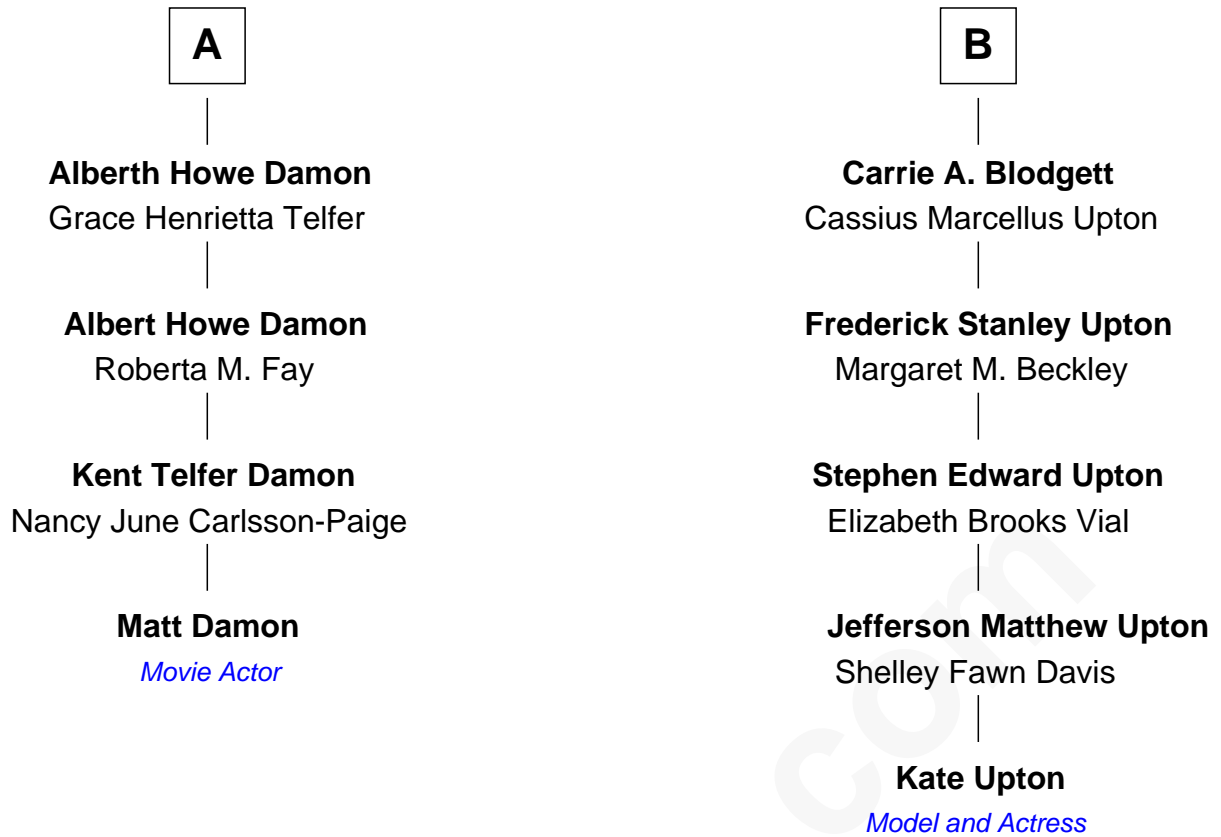 A
Alberth Howe Damon
Grace Henrietta Telfer
Albert Howe Damon
Roberta M. Fay
Kent Telfer Damon
Nancy June Carlsson-Paige
Matt Damon
Movie Actor
B
Carrie A. Blodgett
Cassius Marcellus Upton
Frederick Stanley Upton
Margaret M. Beckley
Stephen Edward Upton
Elizabeth Brooks Vial
Jefferson Matthew Upton
Shelley Fawn Davis
Kate Upton
Model and Actress
com